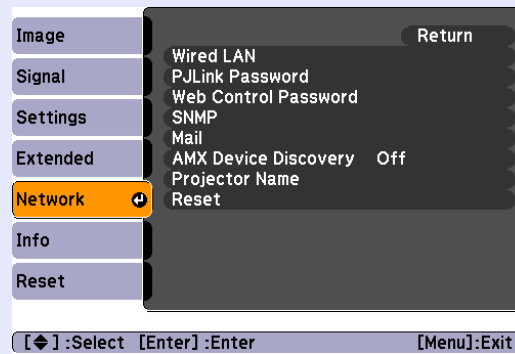 Image
Signal
Settings
Extended
Network
Info
Reset
Return
Wired LAN
PJLink Password
Web Control Password
SNMP
Mail
AMX Device Discovery Off
Projector Name
Reset
[◆] :Select [Enter] :Enter [Menu]:Exit